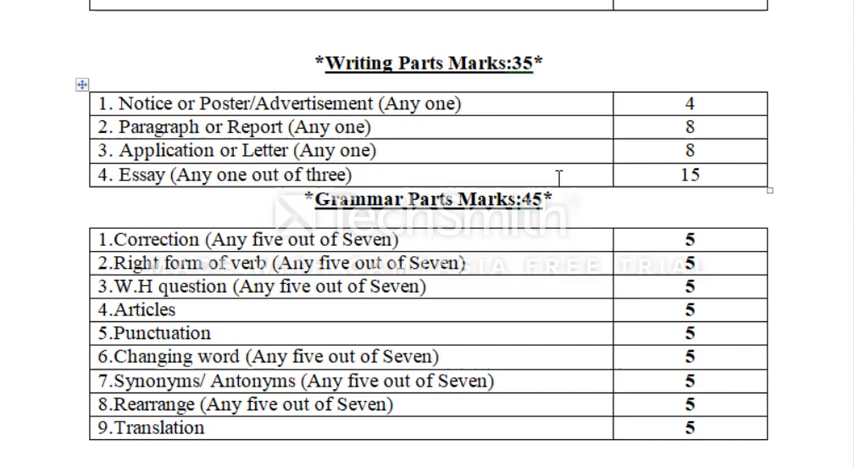 *Writing Parts Marks:35*
1. Notice or Poster/Advertisement (Any one) 4
2. Paragraph or Report (Any one) 8
3. Application or Letter (Any one) 8
4. Essay (Any one out of three) 15
*Grammar Parts Marks:45*
TechSmith
1.Correction (Any five out of Seven) 5
2.Right form of verb (Any five out of Seven) 5
FREE TRIAL
3.W.H question (Any five out of Seven) 5
4.Articles 5
5.Punctuation 5
6.Changing word (Any five out of Seven) 5
7.Synonyms/ Antonyms (Any five out of Seven) 5
8.Rearrange (Any five out of Seven) 5
9.Translation 5